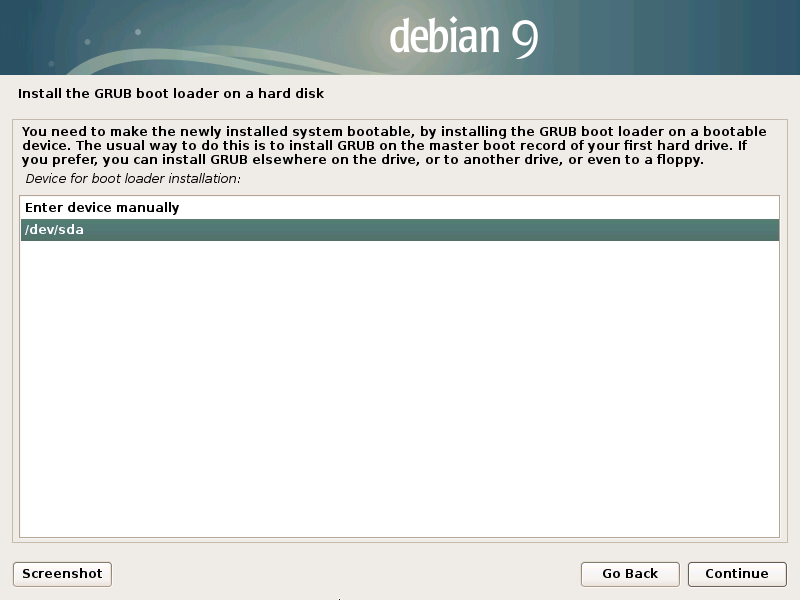 debian 9
Install the GRUB boot loader on a hard disk
You need to make the newly installed system bootable, by installing the GRUB boot loader on a bootable
device. The usual way to do this is to install GRUB on the master boot record of your first hard drive. If
you prefer, you can install GRUB elsewhere on the drive, or to another drive, or even to a floppy.
Device for boot loader installation:
Enter device manually
/dev/sda
Screenshot
Go Back
Continue